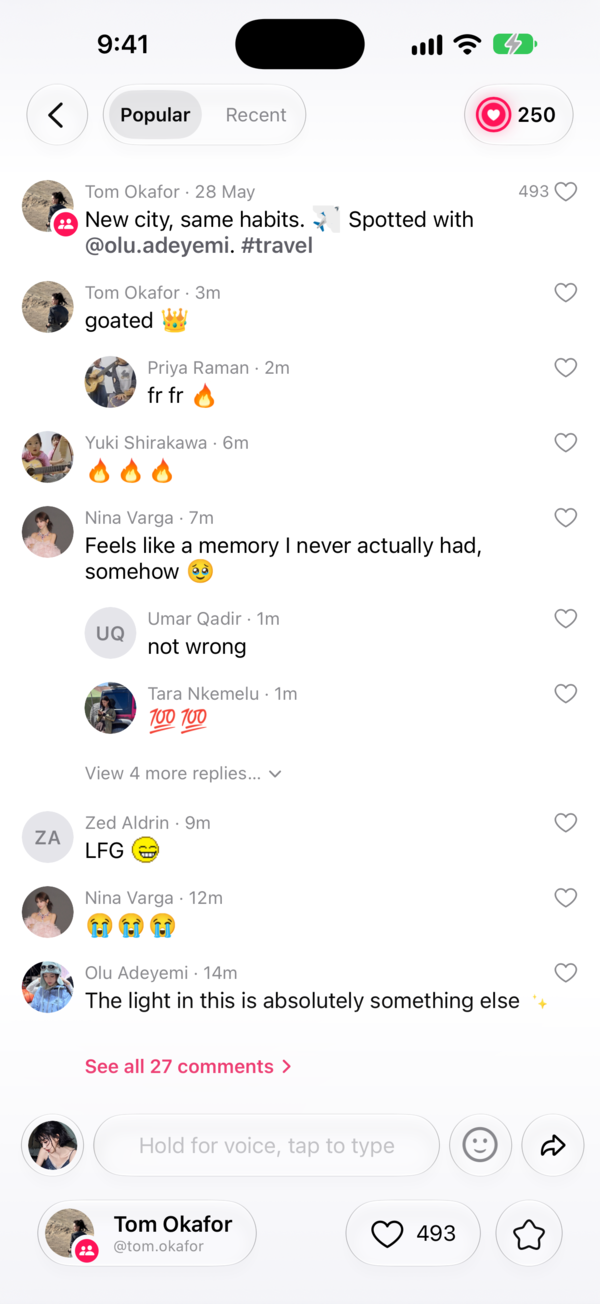 9:41
Popular
Recent
250
Tom Okafor · 28 May
493
New city, same habits. Spotted with
@olu.adeyemi. #travel
Tom Okafor · 3m
goated 👑
Priya Raman · 2m
fr fr 🔥
Yuki Shirakawa · 6m
🔥🔥🔥
Nina Varga · 7m
Feels like a memory I never actually had,
somehow 🥹
UQ
Umar Qadir · 1m
not wrong
Tara Nkemelu · 1m
💯💯
View 4 more replies...
ZA
Zed Aldrin · 9m
LFG 😁
Nina Varga · 12m
😭😭😭
Olu Adeyemi · 14m
The light in this is absolutely something else ✨
See all 27 comments
Hold for voice, tap to type
Tom Okafor
@tom.okafor
493